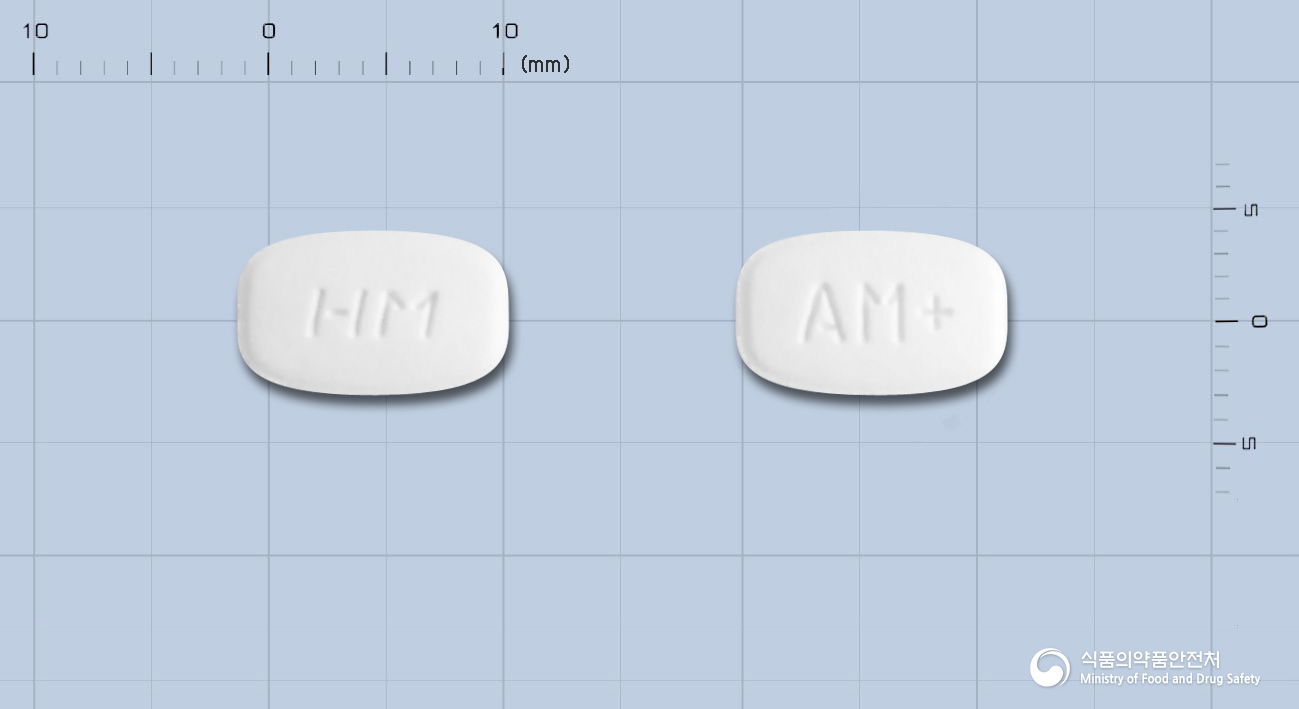 10 0 10 (mm)
5
0
5
HM
AM+
식품의약품안전처
Ministry of Food and Drug Safety